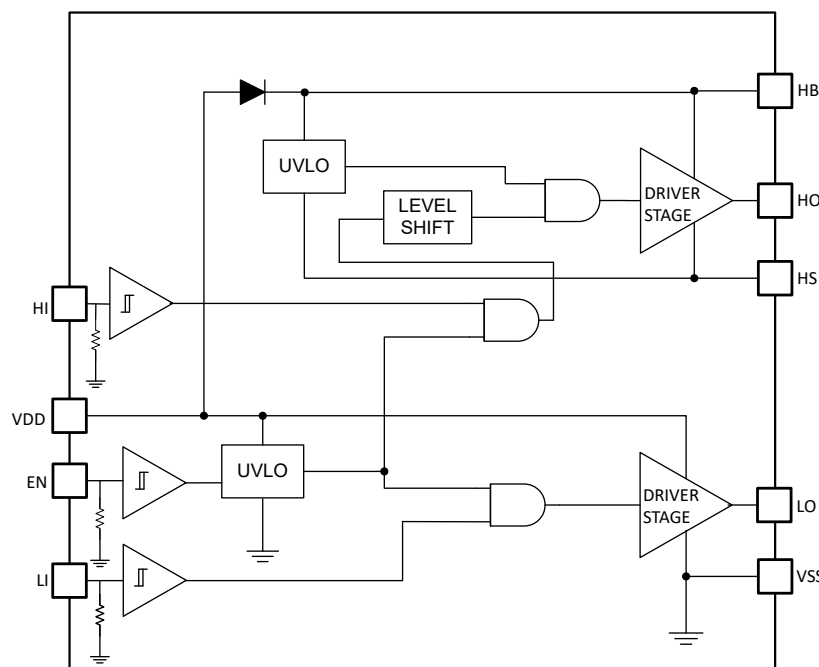 HB
UVLO
DRIVER
STAGE
HO
LEVEL
SHIFT
HS
HI
VDD
EN
UVLO
DRIVER
STAGE
LO
LI
VSS